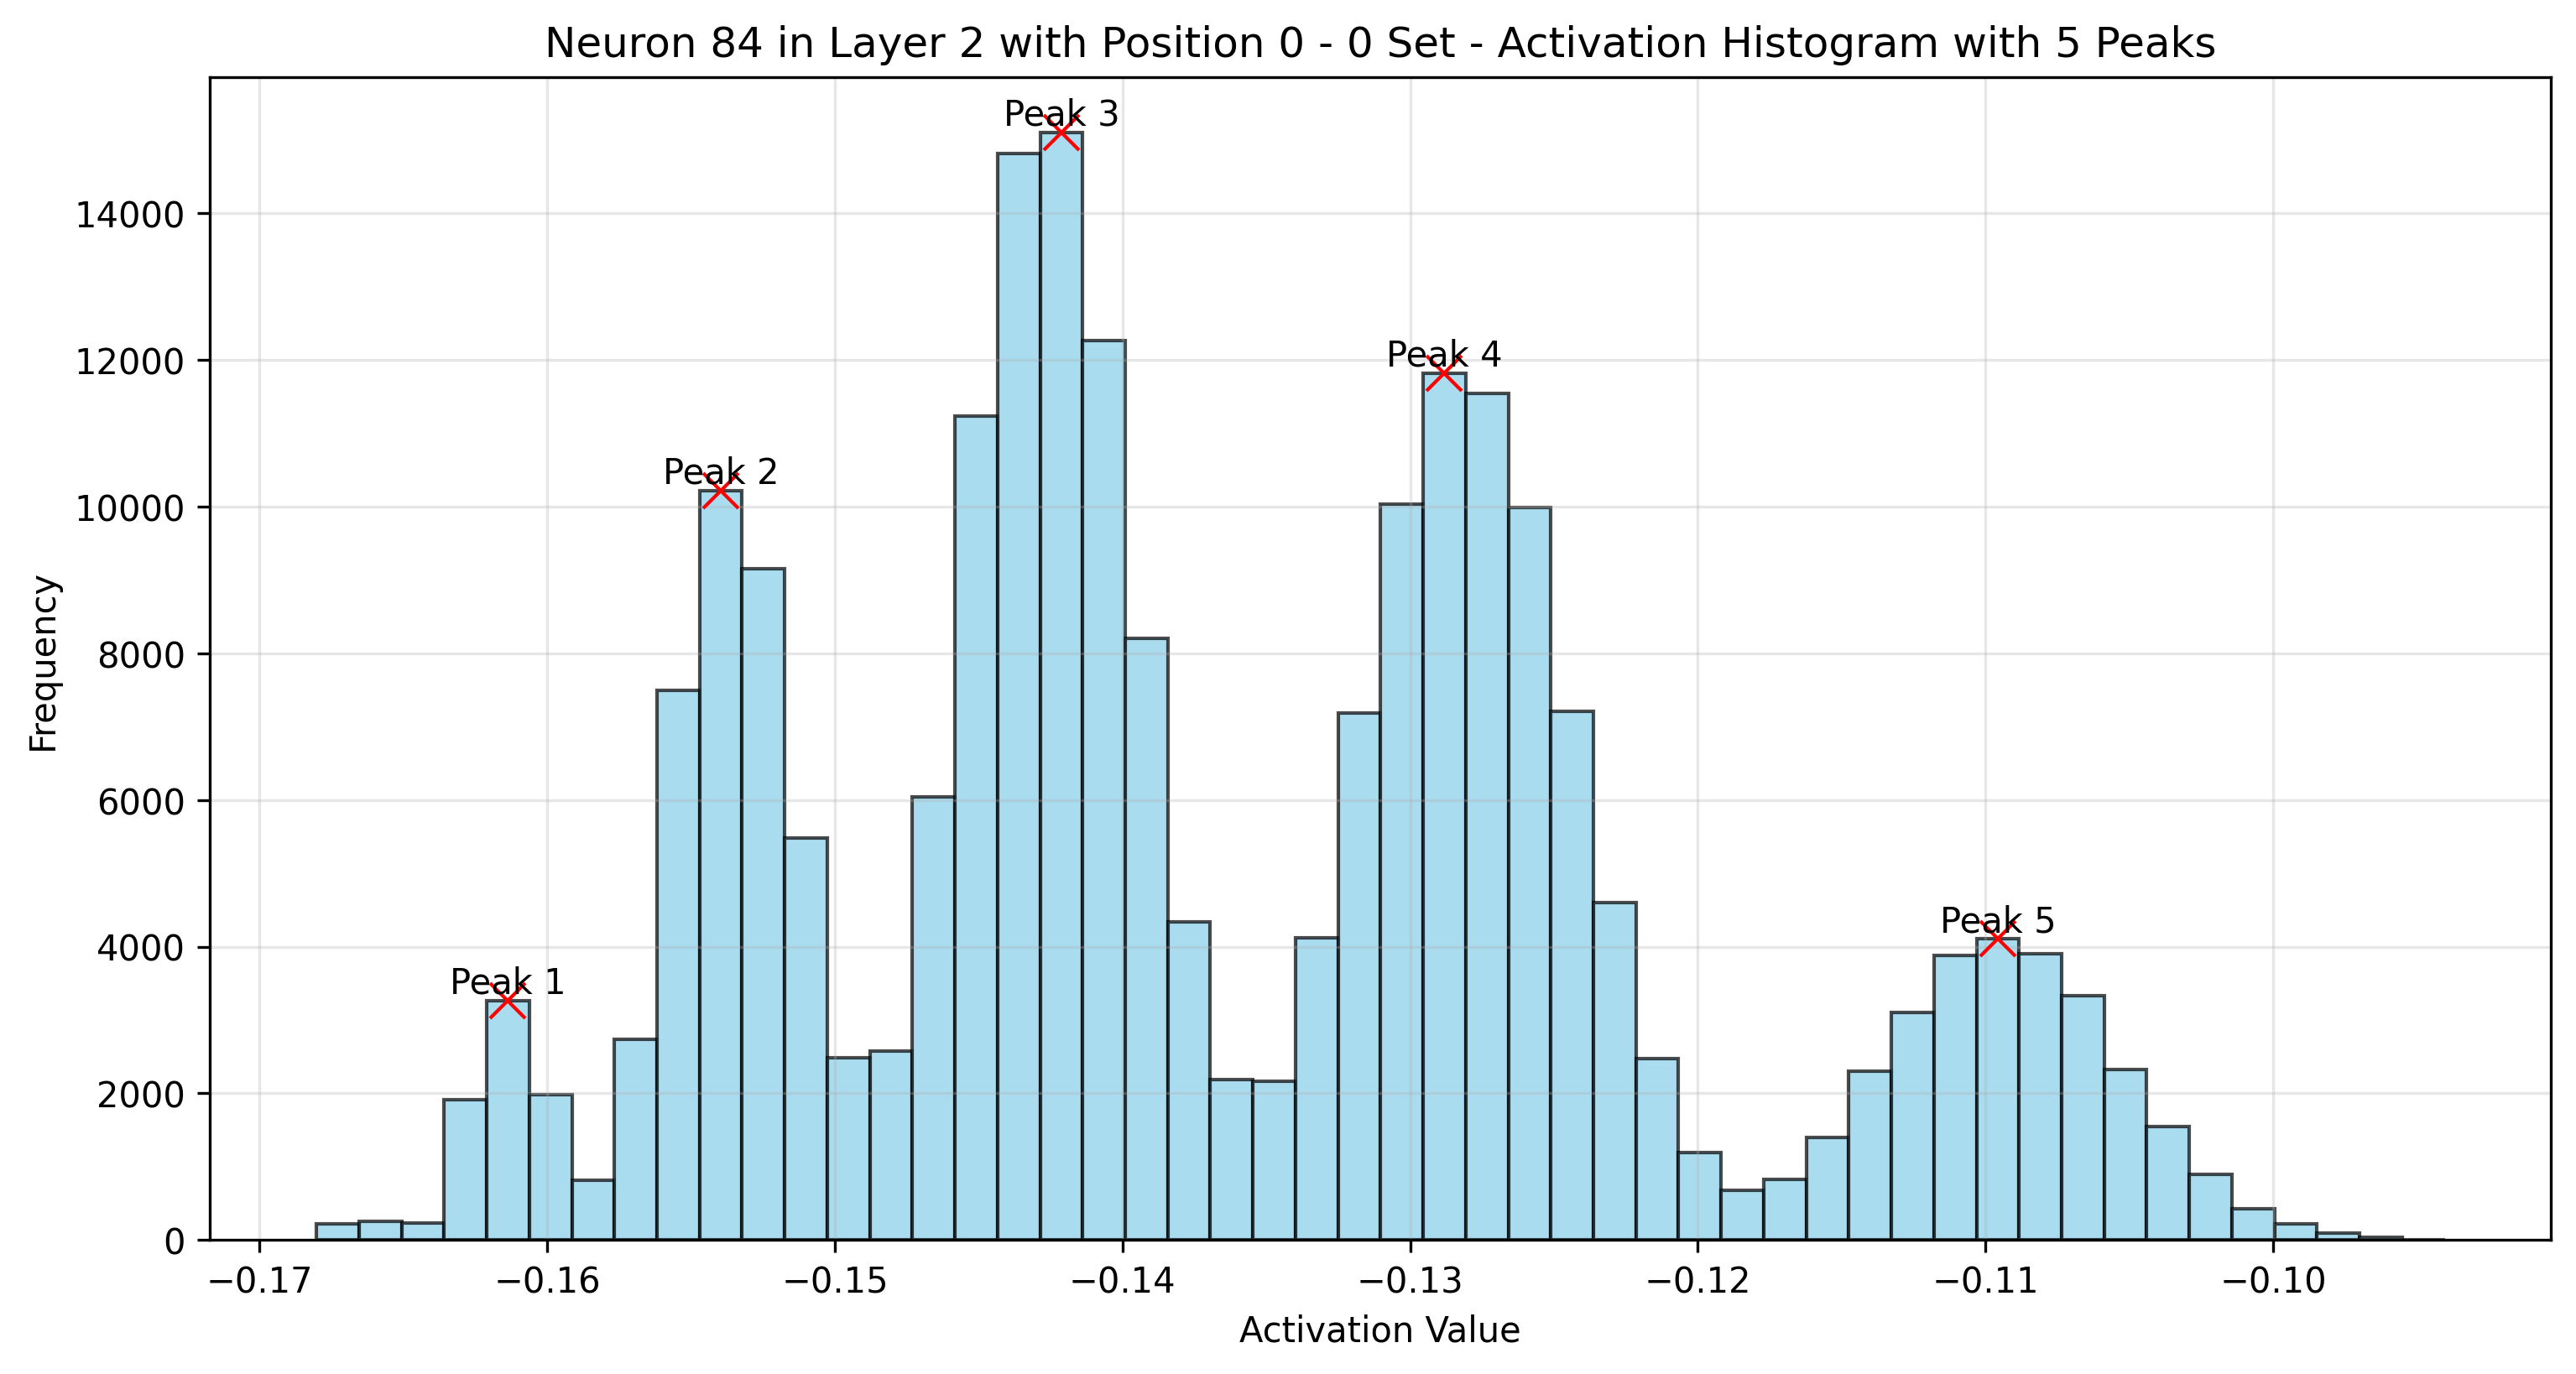 Neuron 84 in Layer 2 with Position 0 - 0 Set - Activation Histogram with 5 Peaks
Peak 3
14000
Peak 4
12000
Peak 2
10000
8000
Frequency
6000
Peak 5
4000
Peak 1
2000
0
−0.17 −0.16 −0.15 −0.14 −0.13 −0.12 −0.11 −0.10
Activation Value